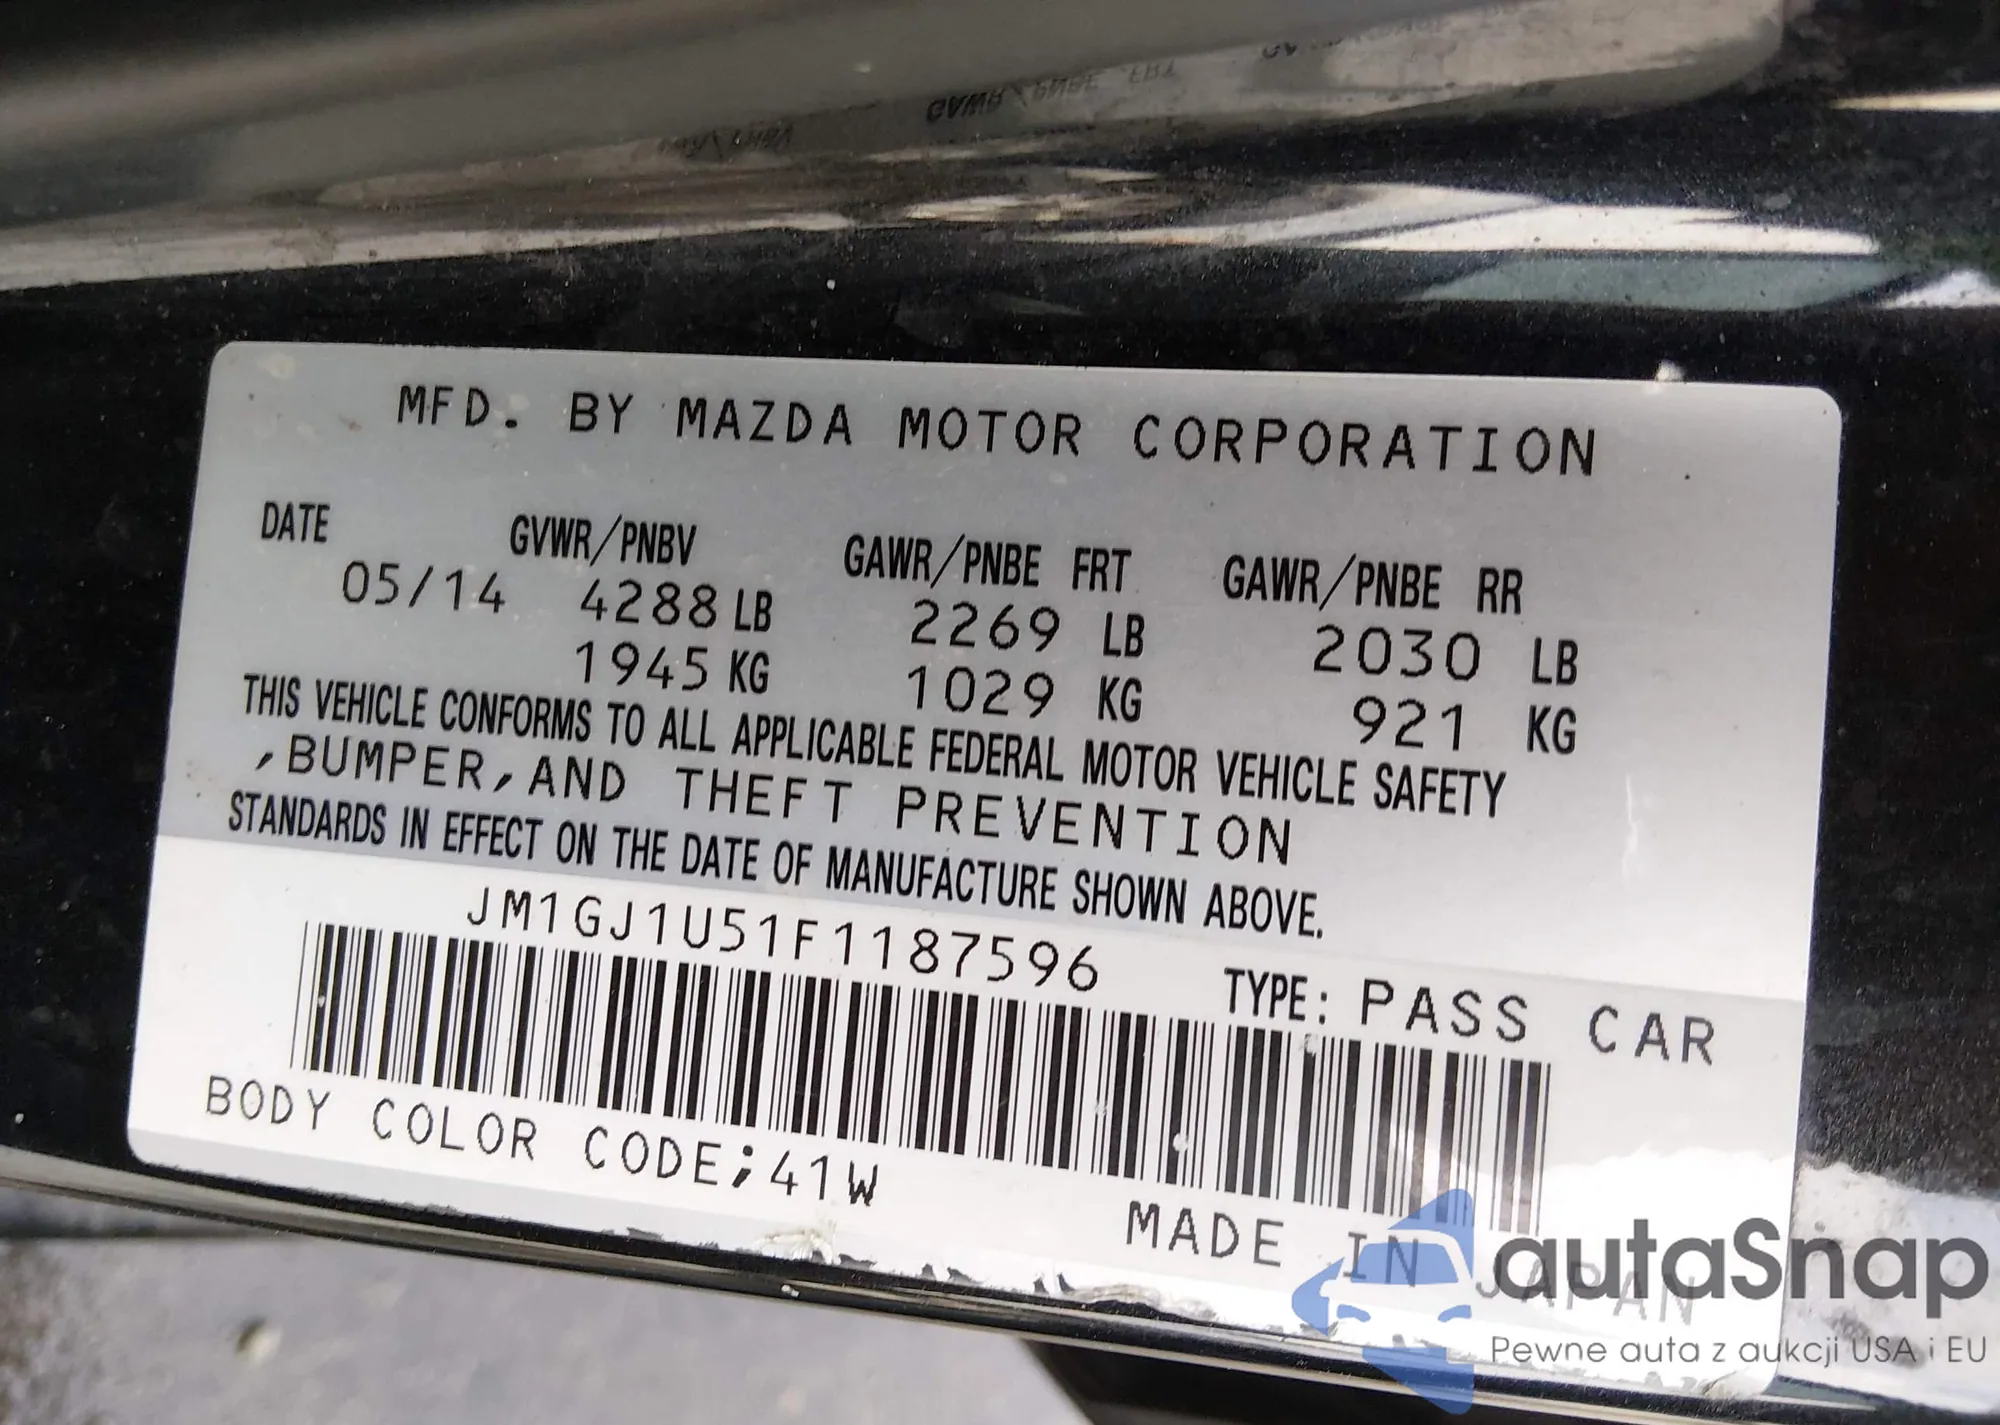 MFD. BY MAZDA MOTOR CORPORATION
DATE GVWR/PNBV GAWR/PNBE FRT GAWR/PNBE RR
05/14 4288 LB 2269 LB 2030 LB
1945 KG 1029 KG 921 KG
THIS VEHICLE CONFORMS TO ALL APPLICABLE FEDERAL MOTOR VEHICLE SAFETY
,BUMPER,AND THEFT PREVENTION
STANDARDS IN EFFECT ON THE DATE OF MANUFACTURE SHOWN ABOVE.
JM1GJ1U51F1187596
TYPE: PASS CAR
BODY COLOR CODE;41W
MADE IN JAPAN
autaSnap
Pewne auta z aukcji USA i EU